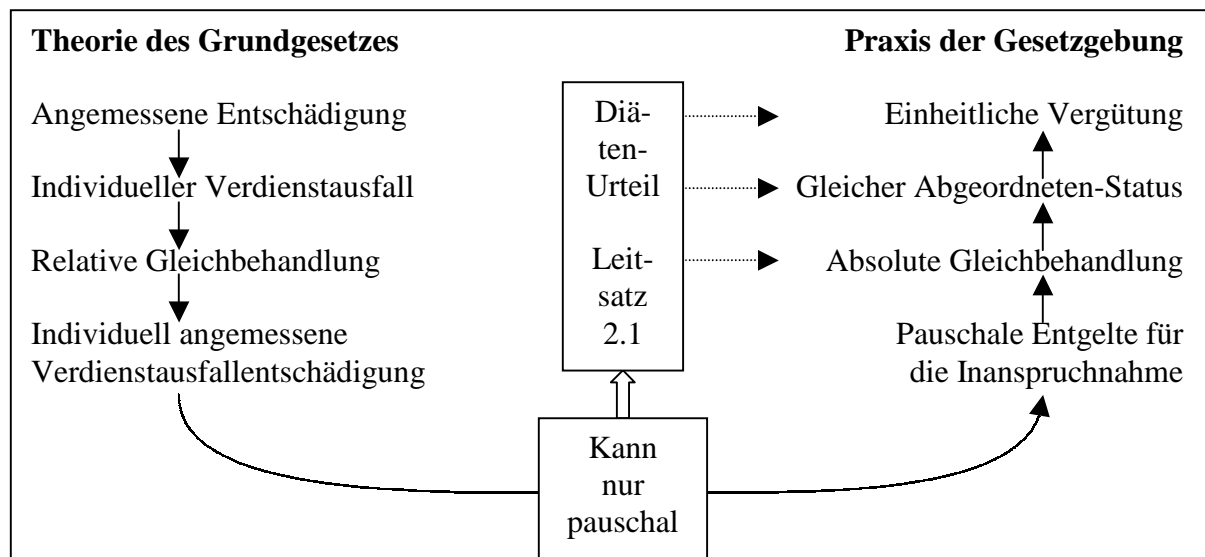 Theorie des Grundgesetzes
Praxis der Gesetzgebung
Angemessene Entschädigung
Individueller Verdienstausfall
Relative Gleichbehandlung
Individuell angemessene
Verdienstausfallentschädigung
Diä-
ten-
Urteil
Leit-
satz
2.1
Kann
nur
pauschal
Einheitliche Vergütung
Gleicher Abgeordneten-Status
Absolute Gleichbehandlung
Pauschale Entgelte für
die Inanspruchnahme